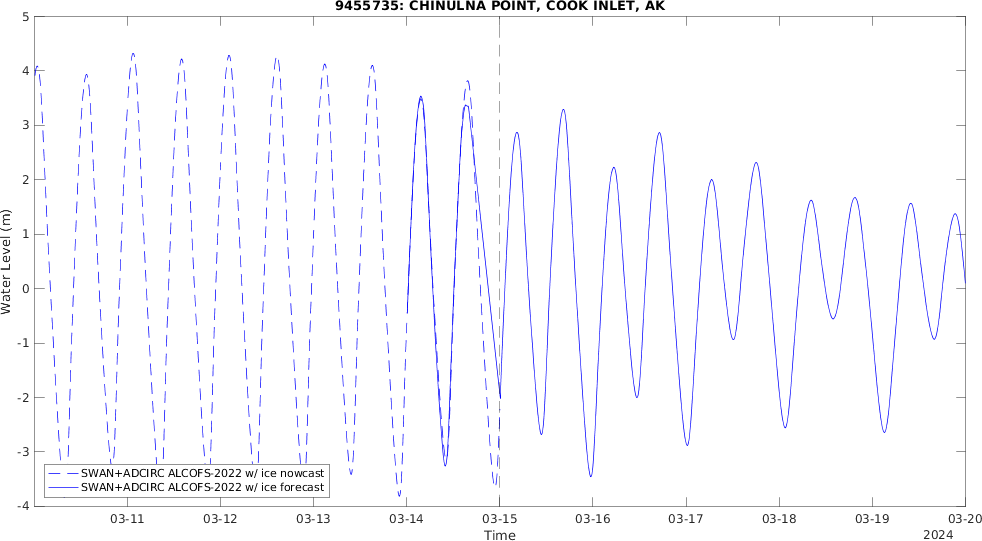 9455735: CHINULNA POINT, COOK INLET, AK
5
4
3
2
1
0
-1
-2
-3
-4
Water Level (m)
SWAN+ADCIRC ALCOFS-2022 w/ ice nowcast
SWAN+ADCIRC ALCOFS-2022 w/ ice forecast
03-11 03-12 03-13 03-14 03-15 03-16 03-17 03-18 03-19 03-20
Time
2024